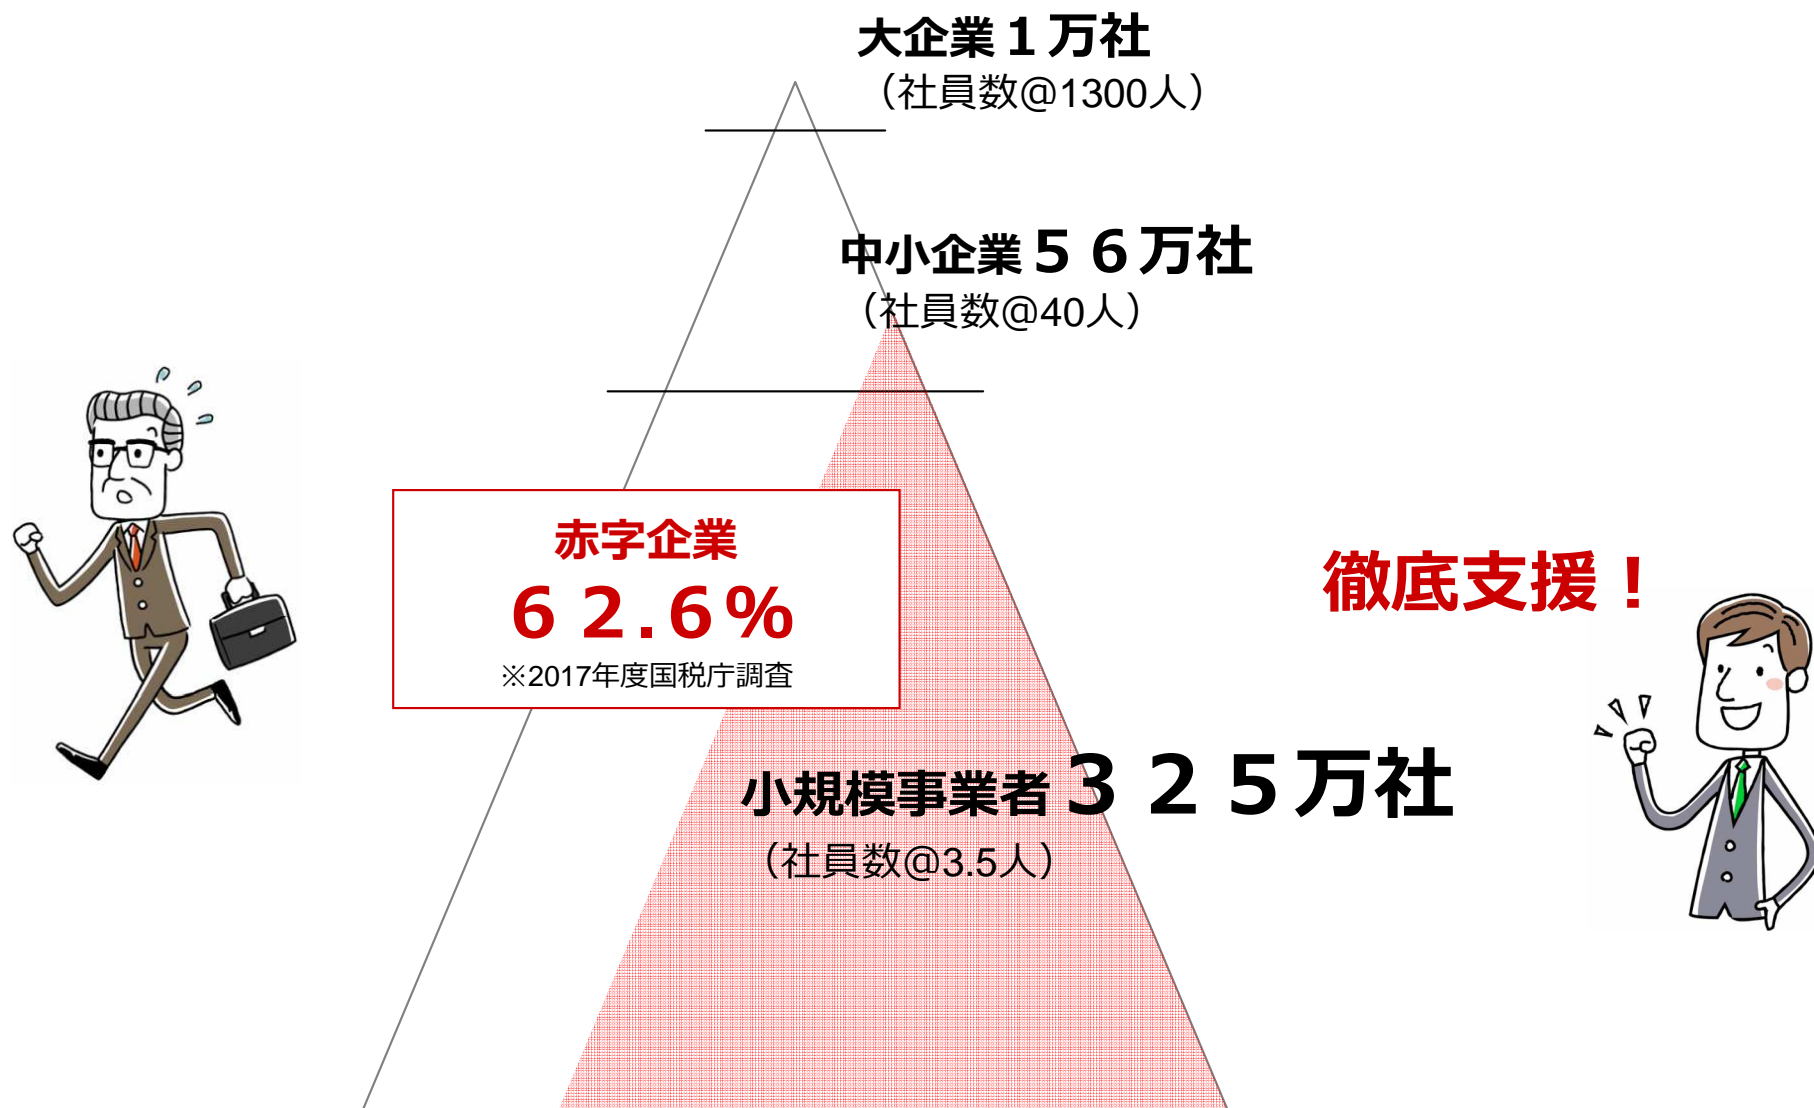 大企業１万社
（社員数@1300人）
中小企業５６万社
（社員数@40人）
赤字企業
６２.６%
※2017年度国税庁調査
徹底支援！
小規模事業者３２５万社
（社員数@3.5人）